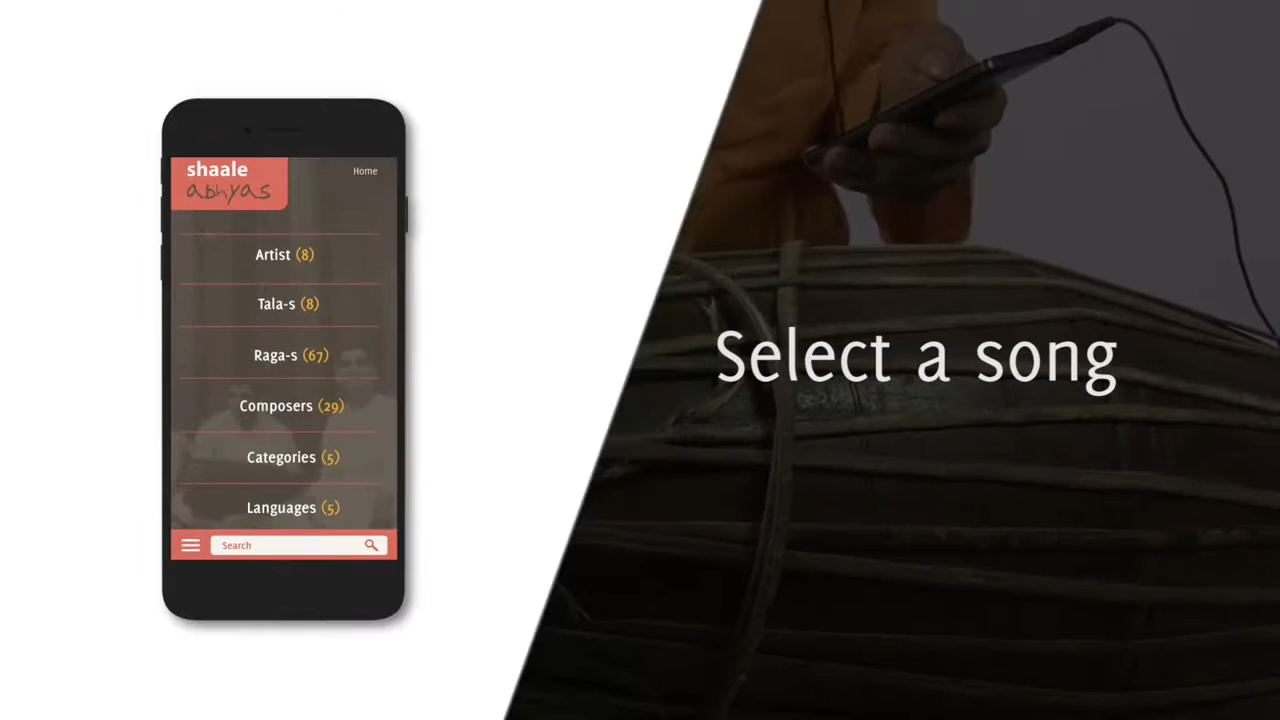 shaale
abhyas
Home
Artist (8)
Tala-s (8)
Raga-s (67)
Composers (29)
Categories (5)
Languages (5)
Search
Select a song